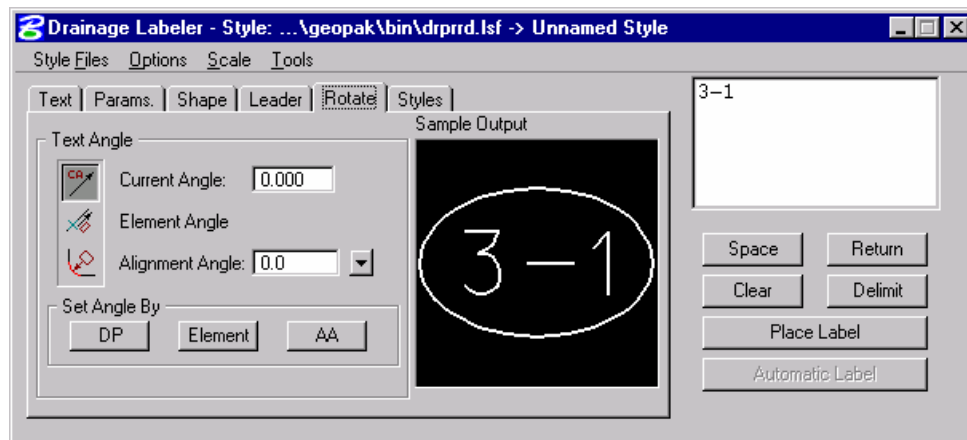 Drainage Labeler - Style: ...\geopak\bin\drprrd.lsf -> Unnamed Style
Style Files Options Scale Tools
Text Params. Shape Leader Rotate Styles
Text Angle
CA
Current Angle: 0.000
Element Angle
Alignment Angle: 0.0
Set Angle By
DP Element AA
Sample Output
3-1
3-1
Space Return
Clear Delimit
Place Label
Automatic Label